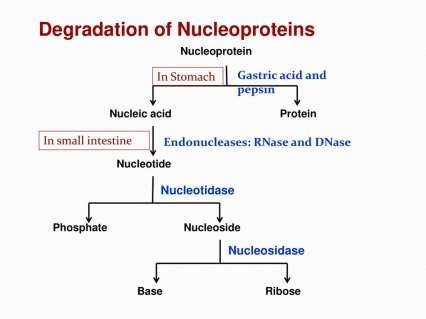 Degradation of Nucleoproteins
Nucleoprotein
In Stomach
Gastric acid and
pepsin
Nucleic acid
Protein
In small intestine
Endonucleases: RNase and DNase
Nucleotide
Nucleotidase
Phosphate
Nucleoside
Nucleosidase
Base
Ribose